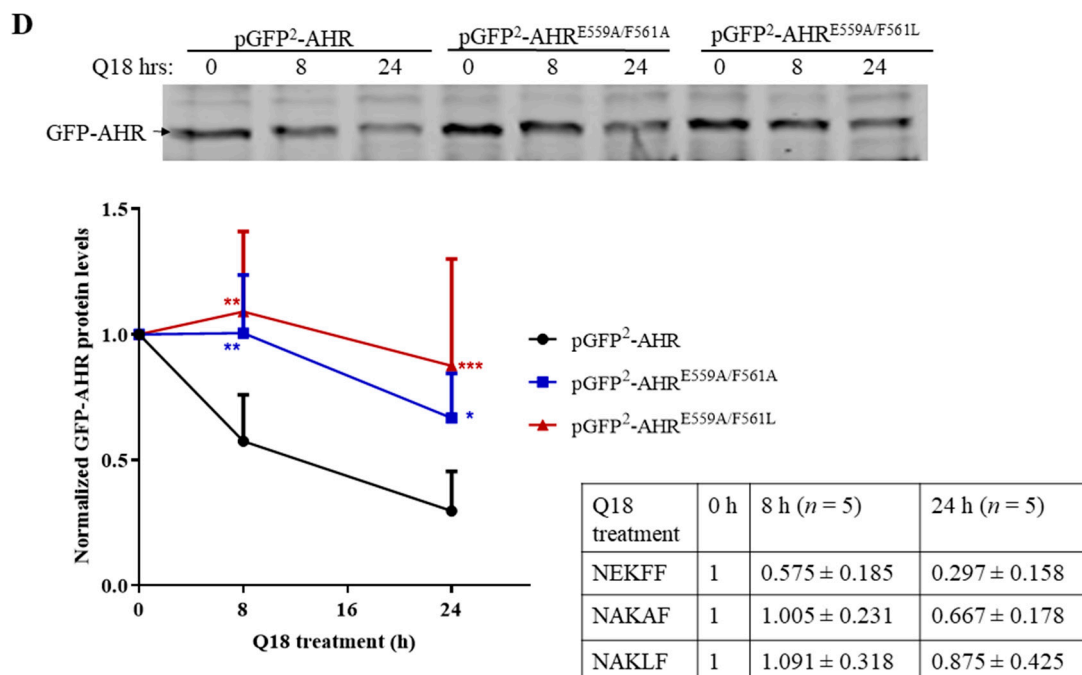 D
pGFP²-AHR pGFP²-AHR^E559A/F561A pGFP²-AHR^E559A/F561L
Q18 hrs: 0 8 24 0 8 24 0 8 24
GFP-AHR
Normalized GFP-AHR protein levels
1.5
1.0
0.5
0.0
**
**
***
*
0 8 16 24
Q18 treatment (h)
pGFP²-AHR
pGFP²-AHR^E559A/F561A
pGFP²-AHR^E559A/F561L
Q18 treatment 0 h 8 h (n = 5) 24 h (n = 5)
NEKFF 1 0.575 ± 0.185 0.297 ± 0.158
NAKAF 1 1.005 ± 0.231 0.667 ± 0.178
NAKLF 1 1.091 ± 0.318 0.875 ± 0.425